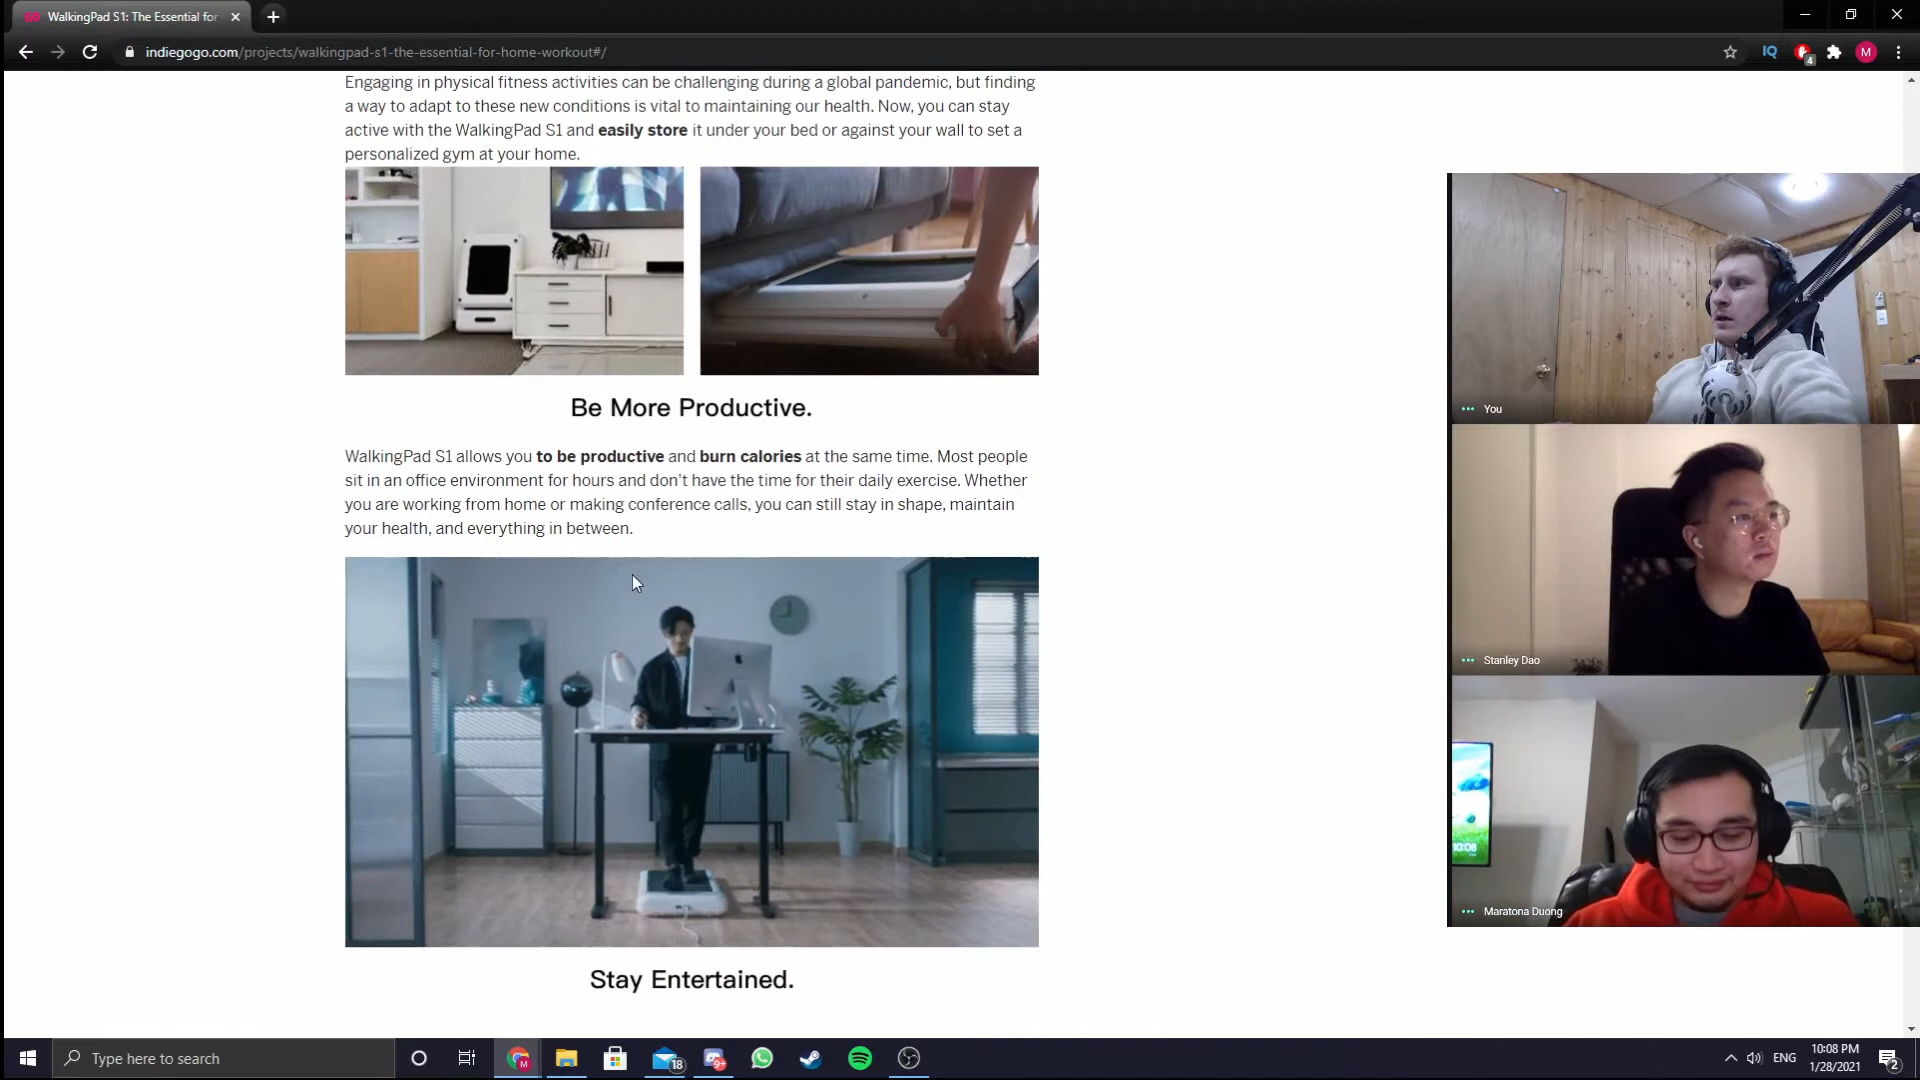 WalkingPad S1: The Essential for
indiegogo.com/projects/walkingpad-s1-the-essential-for-home-workout#/
IQ
4
M
Engaging in physical fitness activities can be challenging during a global pandemic, but finding
a way to adapt to these new conditions is vital to maintaining our health. Now, you can stay
active with the WalkingPad S1 and easily store it under your bed or against your wall to set a
personalized gym at your home.
Be More Productive.
WalkingPad S1 allows you to be productive and burn calories at the same time. Most people
sit in an office environment for hours and don't have the time for their daily exercise. Whether
you are working from home or making conference calls, you can still stay in shape, maintain
your health, and everything in between.
Stay Entertained.
You
Stanley Dao
10:08
Maratona Duong
Type here to search
M
18
9+
ENG
10:08 PM
1/28/2021
2